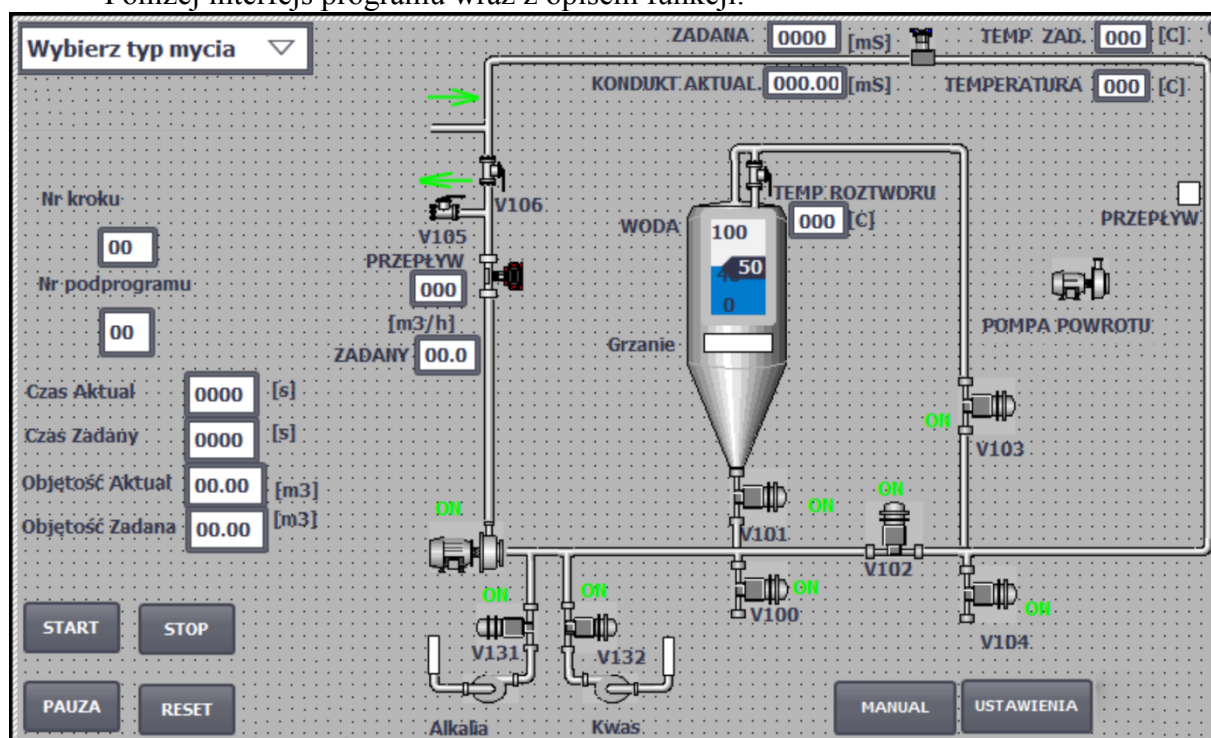 Poniżej interfejs programu wraz z opisem funkcji.
Wybierz typ mycia
ZADANA 0000 [mS]
TEMP. ZAD. 000 [C]
KONDUKT.AKTUAL. 000.00 [mS]
TEMPERATURA 000 [C]
Nr kroku
00
Nr podprogramu
00
V106
V105
PRZEPŁYW
000
[m3/h]
ZADANY 00.0
WODA
TEMP ROZTWORU
000 [C]
100
50
0
Grzanie
PRZEPŁYW
POMPA POWROTU
Czas Aktual 0000 [s]
Czas Zadany 0000 [s]
Objętość Aktual 00.00 [m3]
Objętość Zadana 00.00 [m3]
ON
V103
ON
V101
ON
V102
ON
ON
V100
ON
V104
ON
V131
ON
V132
Alkalia
Kwas
START
STOP
PAUZA
RESET
MANUAL
USTAWIENIA